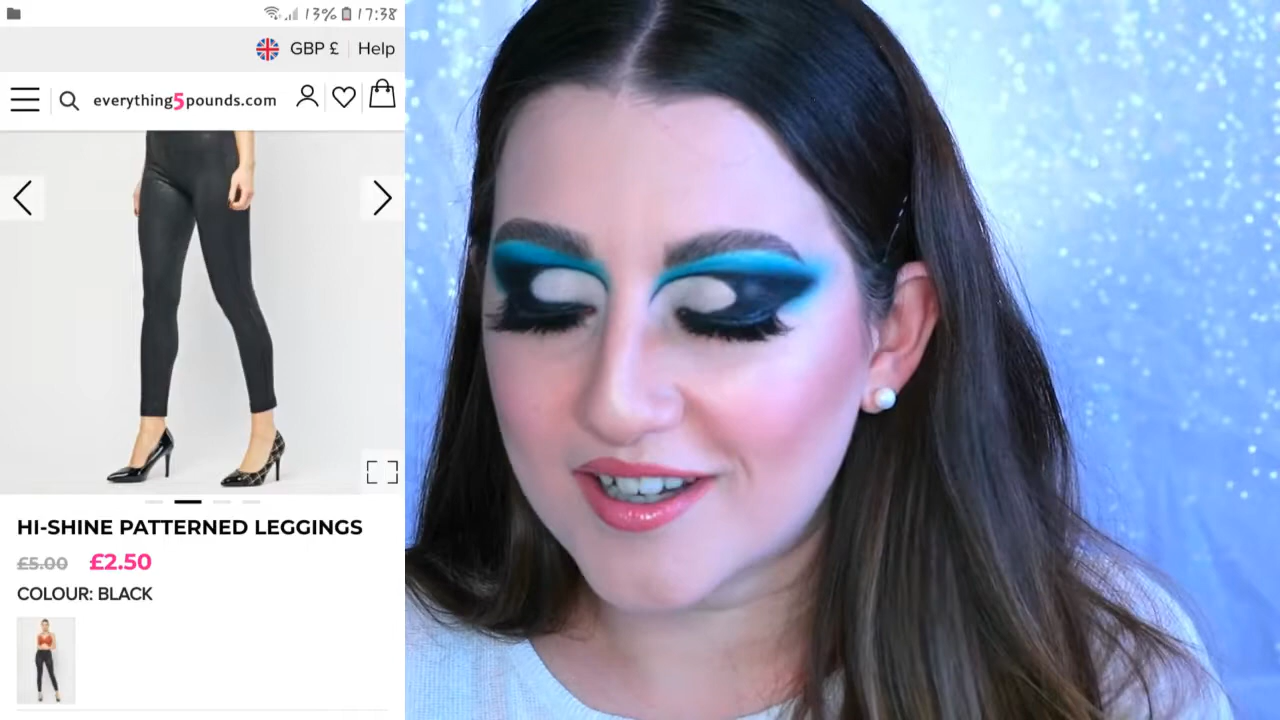 13% 17:38
GBP £ Help
everything5pounds.com
HI-SHINE PATTERNED LEGGINGS
£5.00 £2.50
COLOUR: BLACK